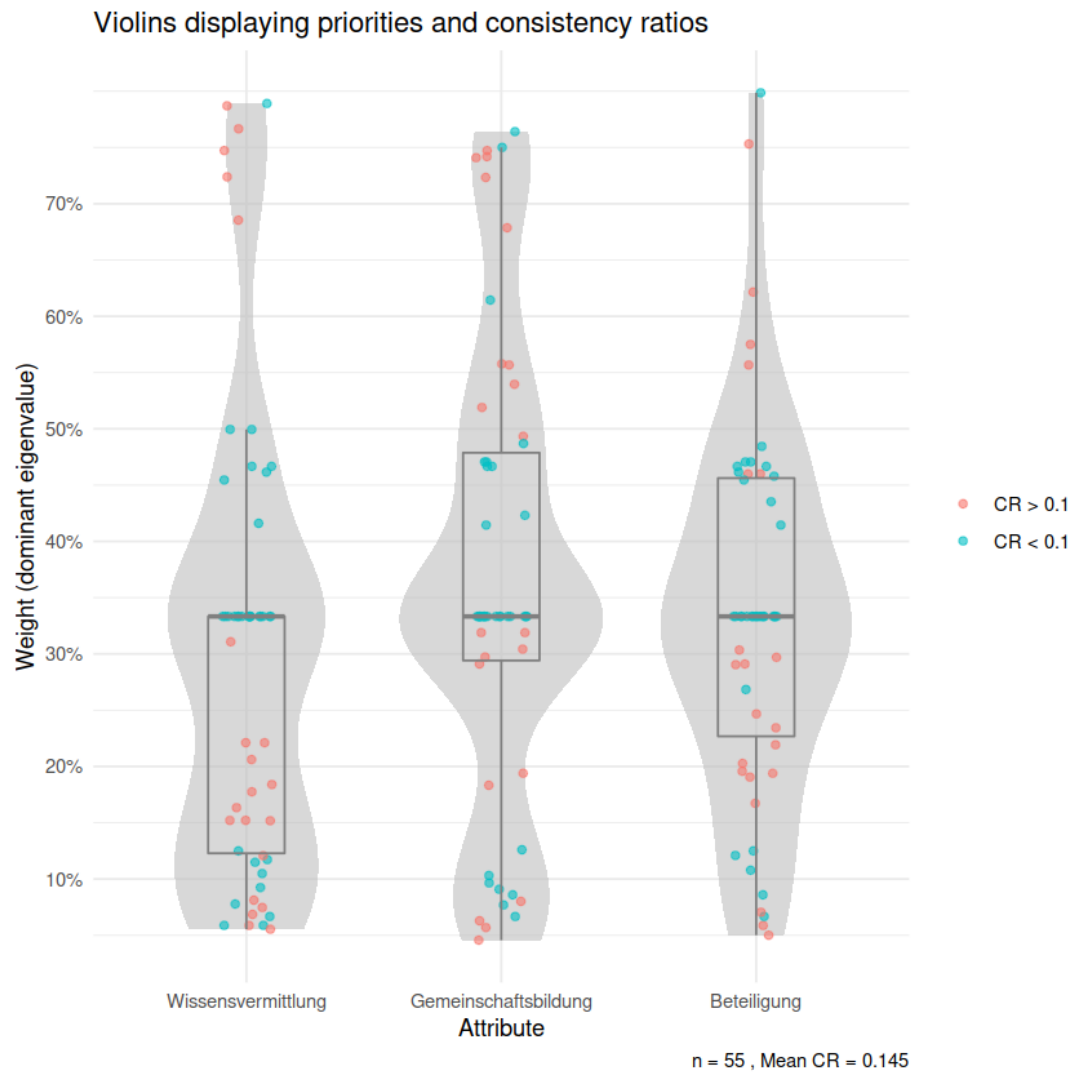 Violins displaying priorities and consistency ratios
Weight (dominant eigenvalue)
70%
60%
50%
40%
30%
20%
10%
CR > 0.1
CR < 0.1
Wissensvermittlung
Gemeinschaftsbildung
Beteiligung
Attribute
n = 55 , Mean CR = 0.145